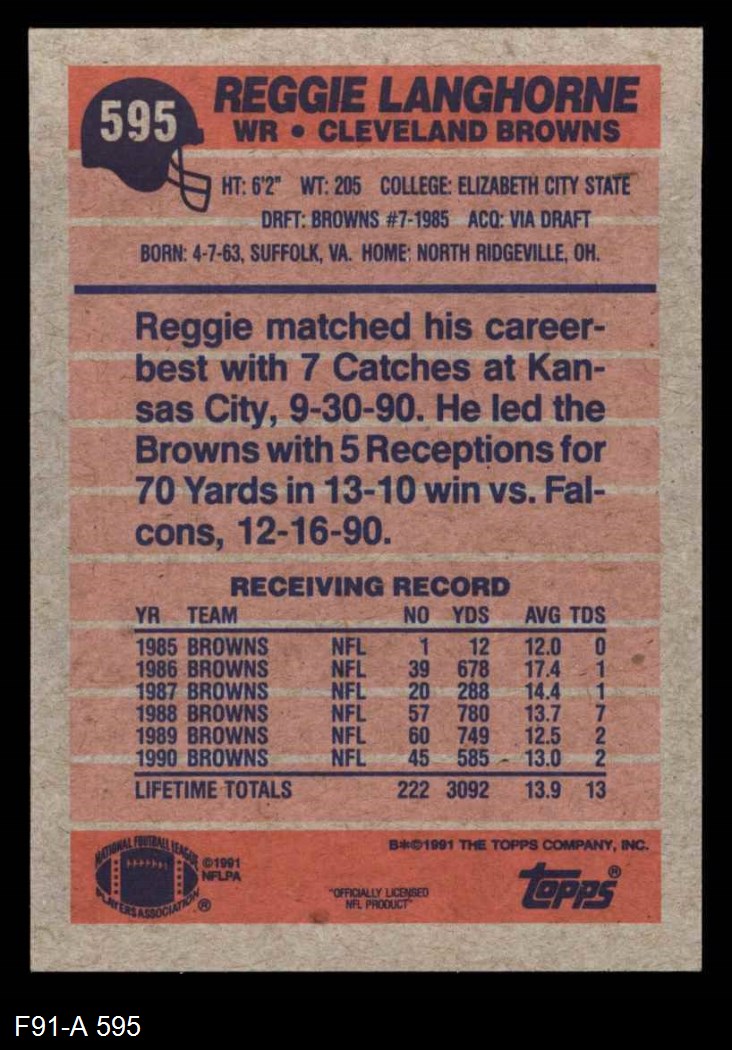 595
REGGIE LANGHORNE
WR • CLEVELAND BROWNS
HT: 6'2" WT: 205 COLLEGE: ELIZABETH CITY STATE
DRFT: BROWNS #7-1985 ACQ: VIA DRAFT
BORN: 4-7-63, SUFFOLK, VA. HOME: NORTH RIDGEVILLE, OH.
Reggie matched his career-
best with 7 Catches at Kan-
sas City, 9-30-90. He led the
Browns with 5 Receptions for
70 Yards in 13-10 win vs. Fal-
cons, 12-16-90.
RECEIVING RECORD
YR TEAM NO YDS AVG TDS
1985 BROWNS NFL 1 12 12.0 0
1986 BROWNS NFL 39 678 17.4 1
1987 BROWNS NFL 20 288 14.4 1
1988 BROWNS NFL 57 780 13.7 7
1989 BROWNS NFL 60 749 12.5 2
1990 BROWNS NFL 45 585 13.0 2
LIFETIME TOTALS 222 3092 13.9 13
B*©1991 THE TOPPS COMPANY, INC.
NATIONAL FOOTBALL LEAGUE
PLAYERS ASSOCIATION ®
©1991
NFLPA
"OFFICIALLY LICENSED
NFL PRODUCT"
topps®
F91-A 595